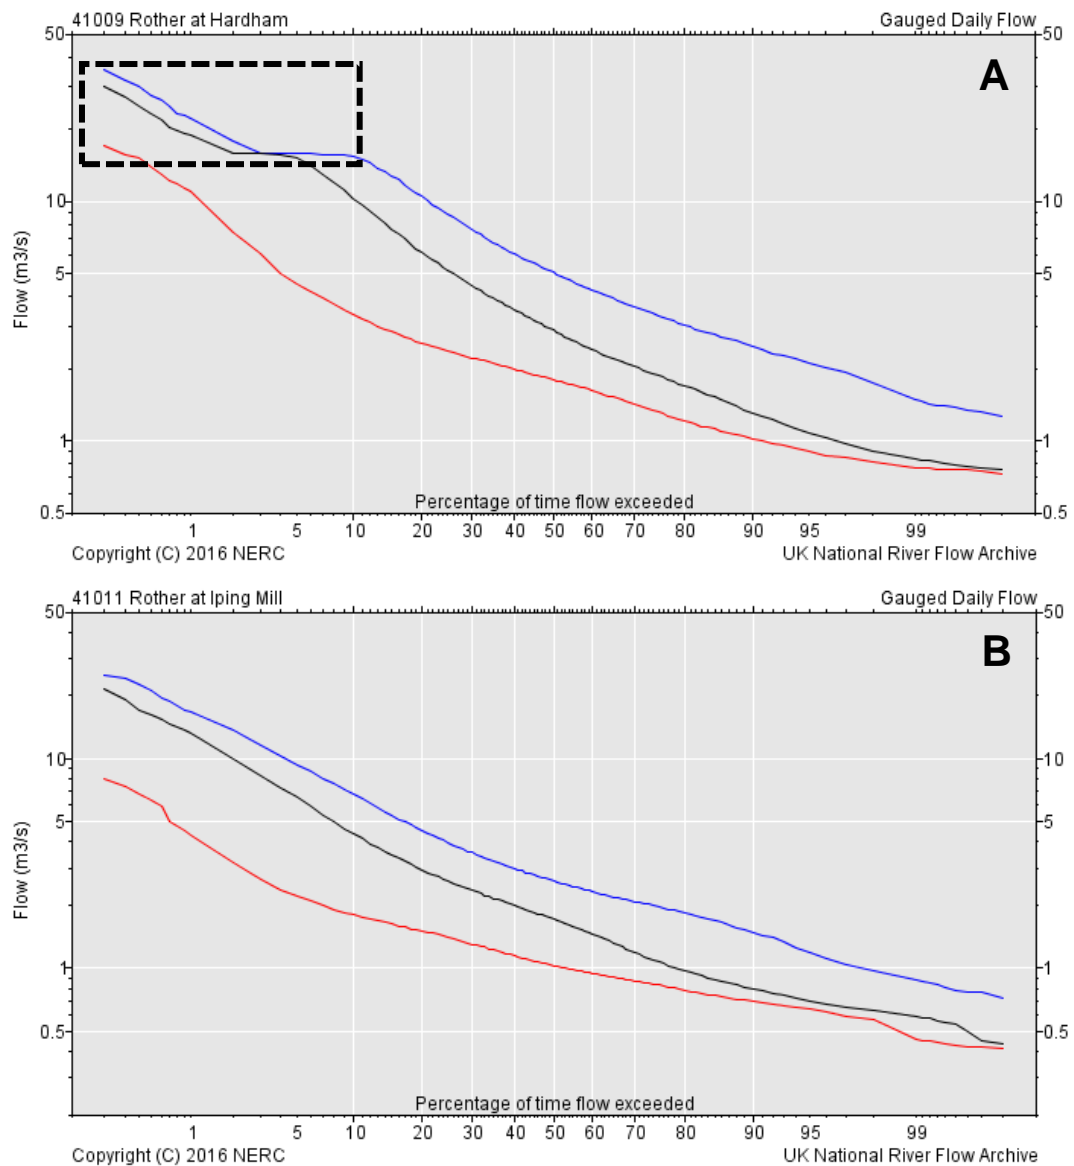 41009 Rother at Hardham Gauged Daily Flow
50 50
A
10 10
Flow (m3/s)
5 5
1 1
Percentage of time flow exceeded
0.5 0.5
1 5 10 20 30 40 50 60 70 80 90 95 99
Copyright (C) 2016 NERC UK National River Flow Archive
41011 Rother at Iping Mill Gauged Daily Flow
50 50
B
10 10
5 5
Flow (m3/s)
1 1
0.5 0.5
Percentage of time flow exceeded
1 5 10 20 30 40 50 60 70 80 90 95 99
Copyright (C) 2016 NERC UK National River Flow Archive